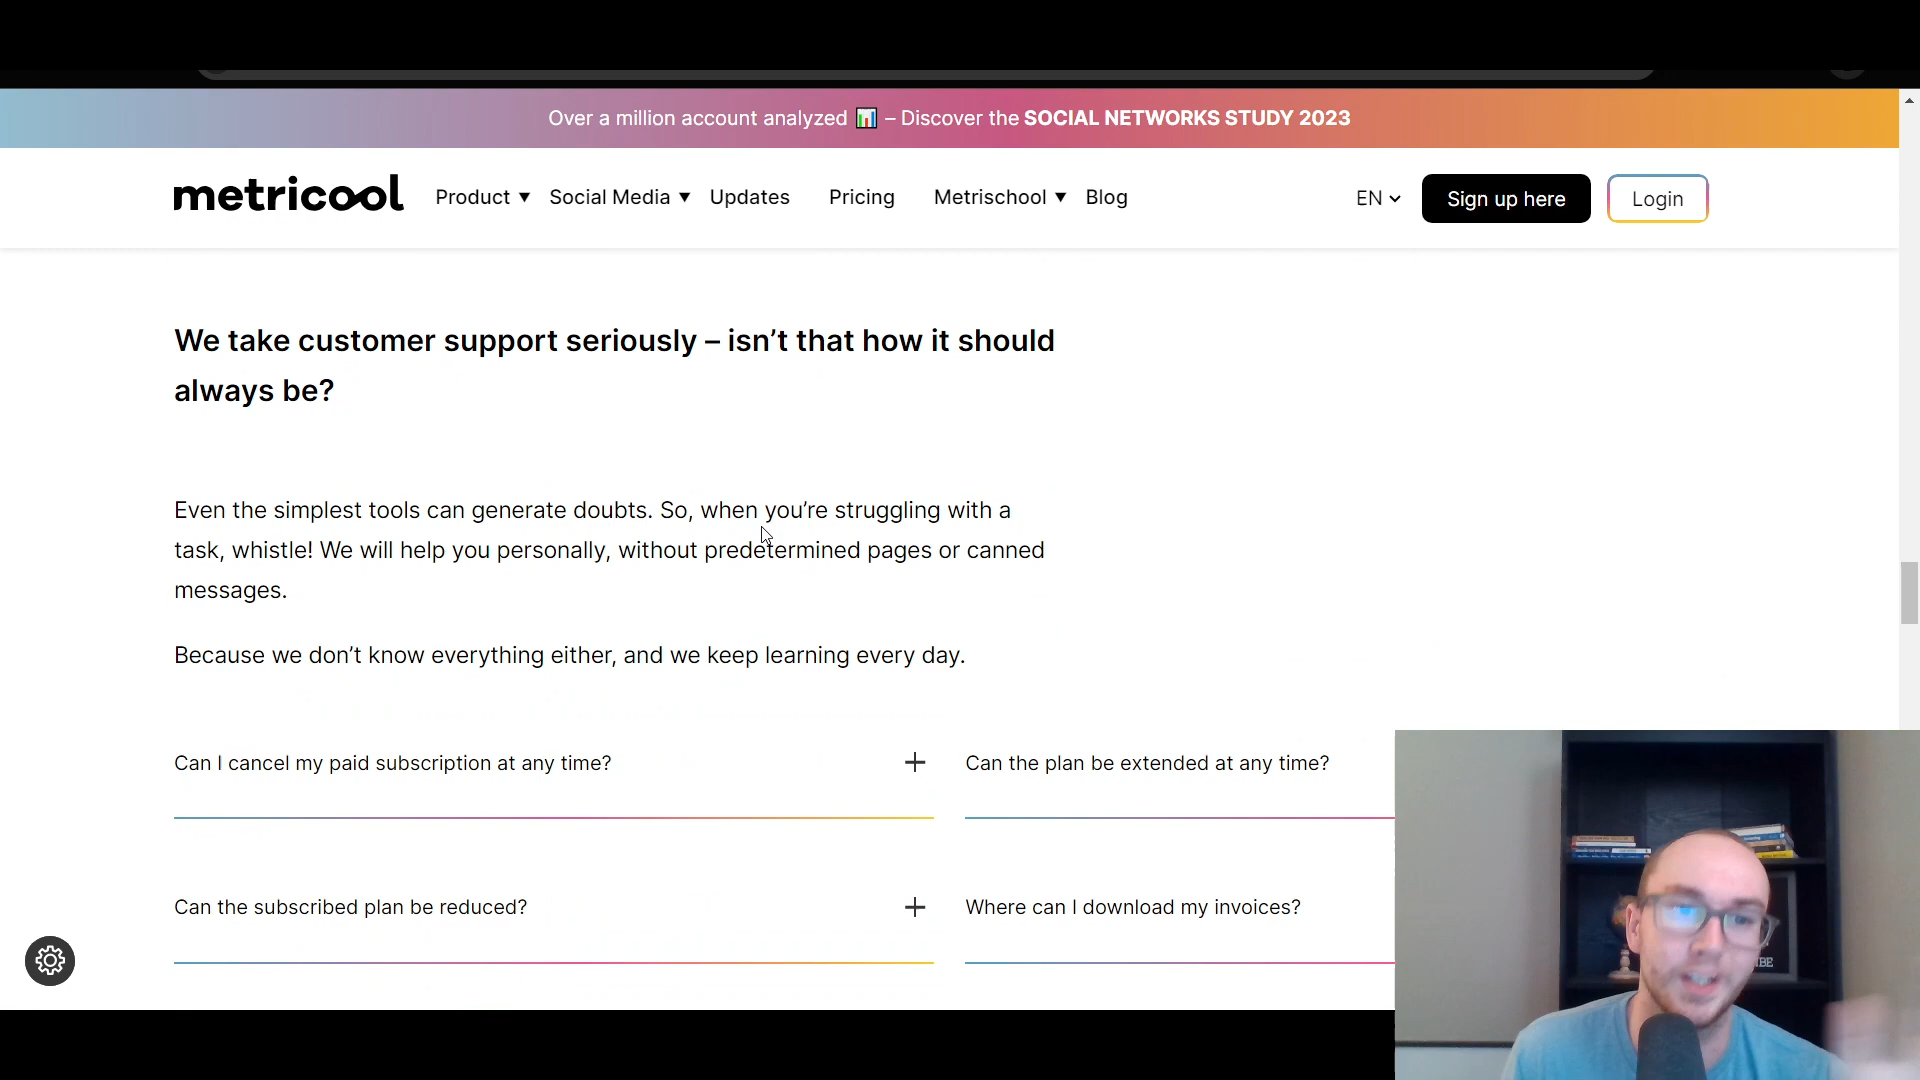 Over a million account analyzed 📊 – Discover the SOCIAL NETWORKS STUDY 2023
metricool Product ▼ Social Media ▼ Updates Pricing Metrischool ▼ Blog EN Sign up here Login
We take customer support seriously – isn’t that how it should
always be?
Even the simplest tools can generate doubts. So, when you’re struggling with a
task, whistle! We will help you personally, without predetermined pages or canned
messages.
Because we don’t know everything either, and we keep learning every day.
Can I cancel my paid subscription at any time? +
Can the plan be extended at any time?
Can the subscribed plan be reduced? +
Where can I download my invoices?